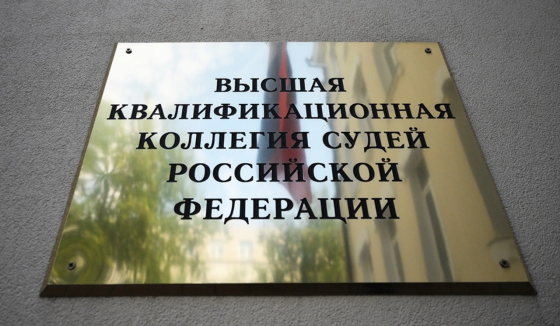 ВЫСШАЯ
КВАЛИФИКАЦИОННАЯ
КОЛЛЕГИЯ СУДЕЙ
РОССИЙСКОЙ
ФЕДЕРАЦИИ